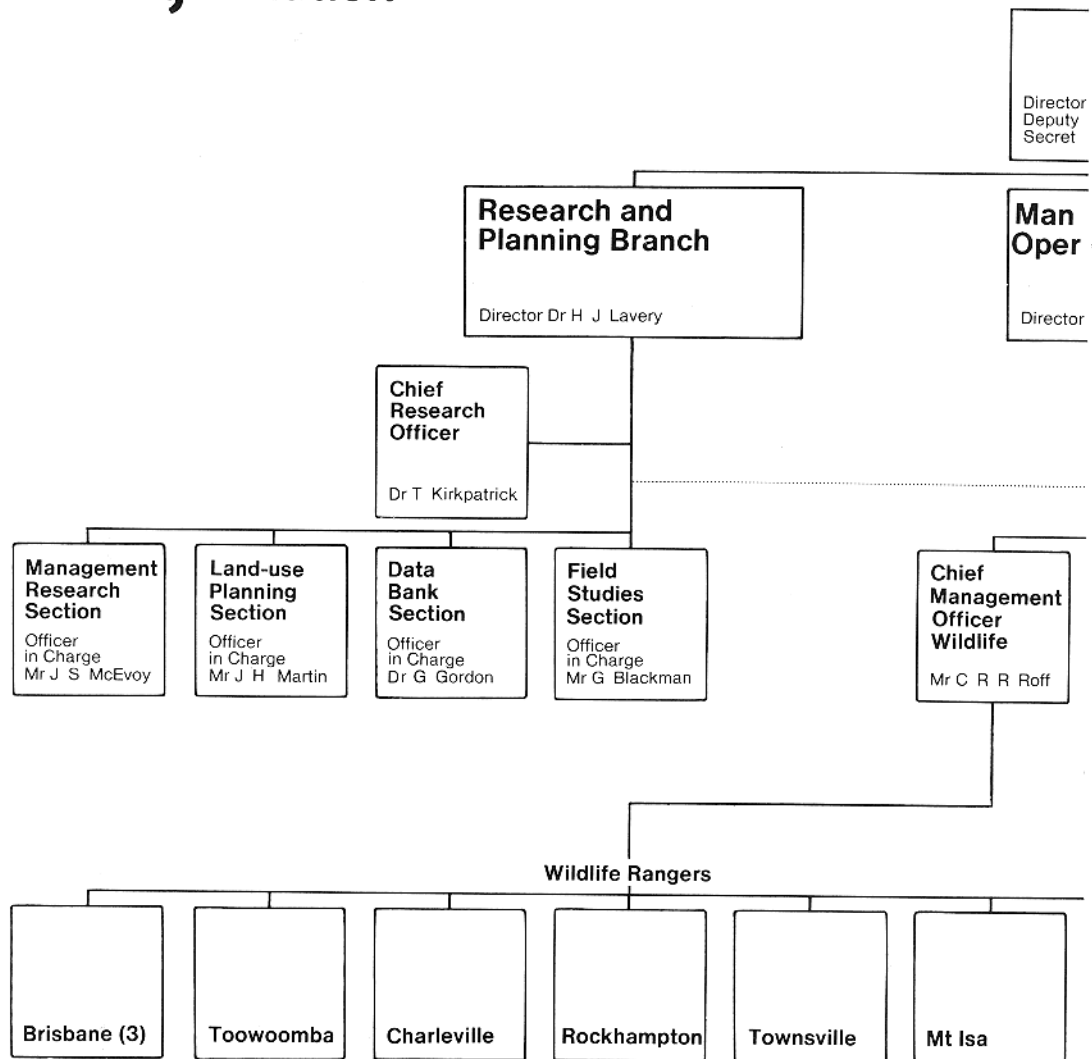 Director
Deputy
Secret
Research and
Planning Branch
Director Dr H J Lavery
Man
Oper
Director
Chief
Research
Officer
Dr T Kirkpatrick
Management
Research
Section
Officer
in Charge
Mr J S McEvoy
Land-use
Planning
Section
Officer
in Charge
Mr J H Martin
Data
Bank
Section
Officer
in Charge
Dr G Gordon
Field
Studies
Section
Officer
in Charge
Mr G Blackman
Chief
Management
Officer
Wildlife
Mr C R R Roff
Wildlife Rangers
Brisbane (3)
Toowoomba
Charleville
Rockhampton
Townsville
Mt Isa